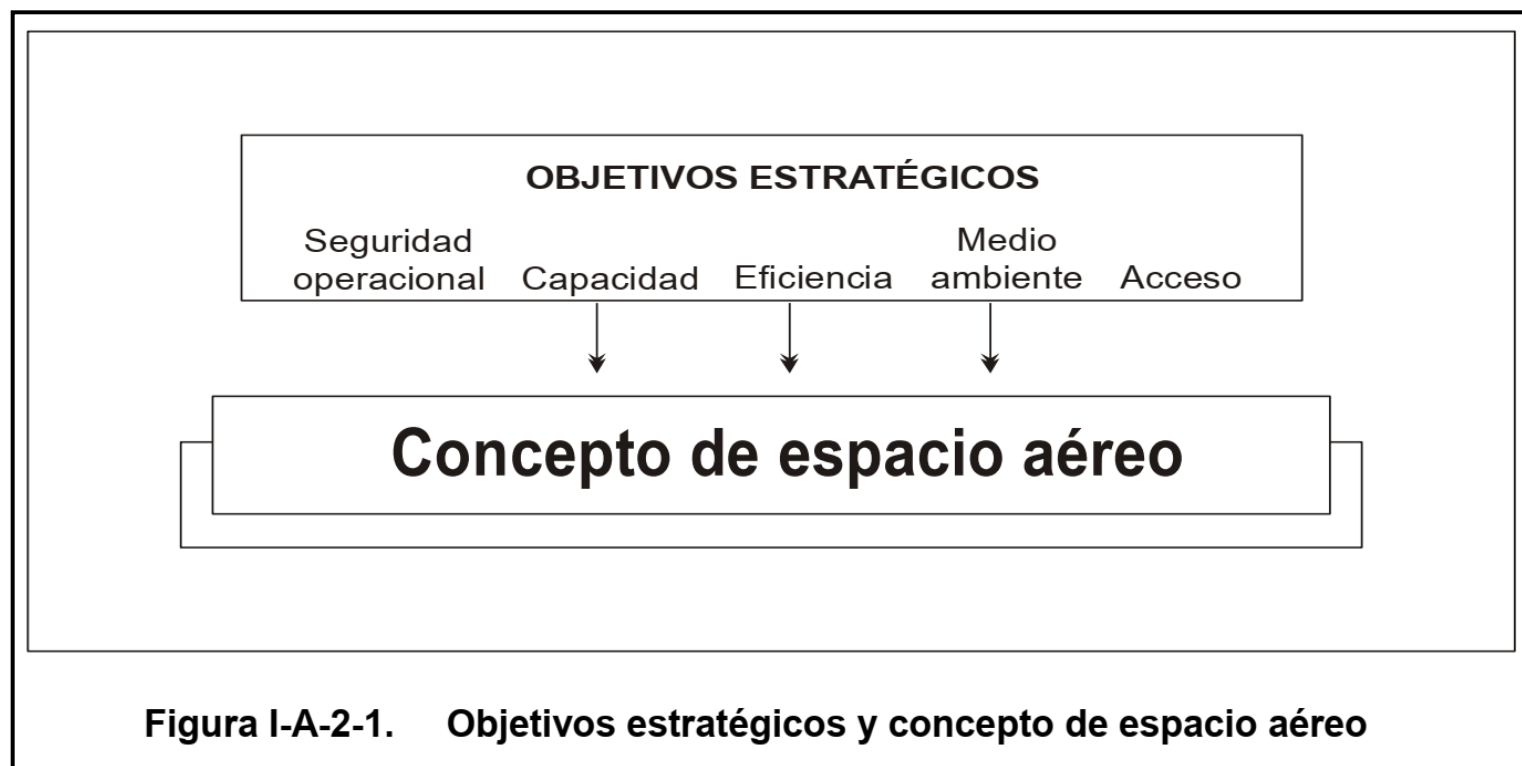 OBJETIVOS ESTRATÉGICOS
Seguridad operacional
Capacidad
Eficiencia
Medio ambiente
Acceso
Concepto de espacio aéreo
Figura I-A-2-1. Objetivos estratégicos y concepto de espacio aéreo